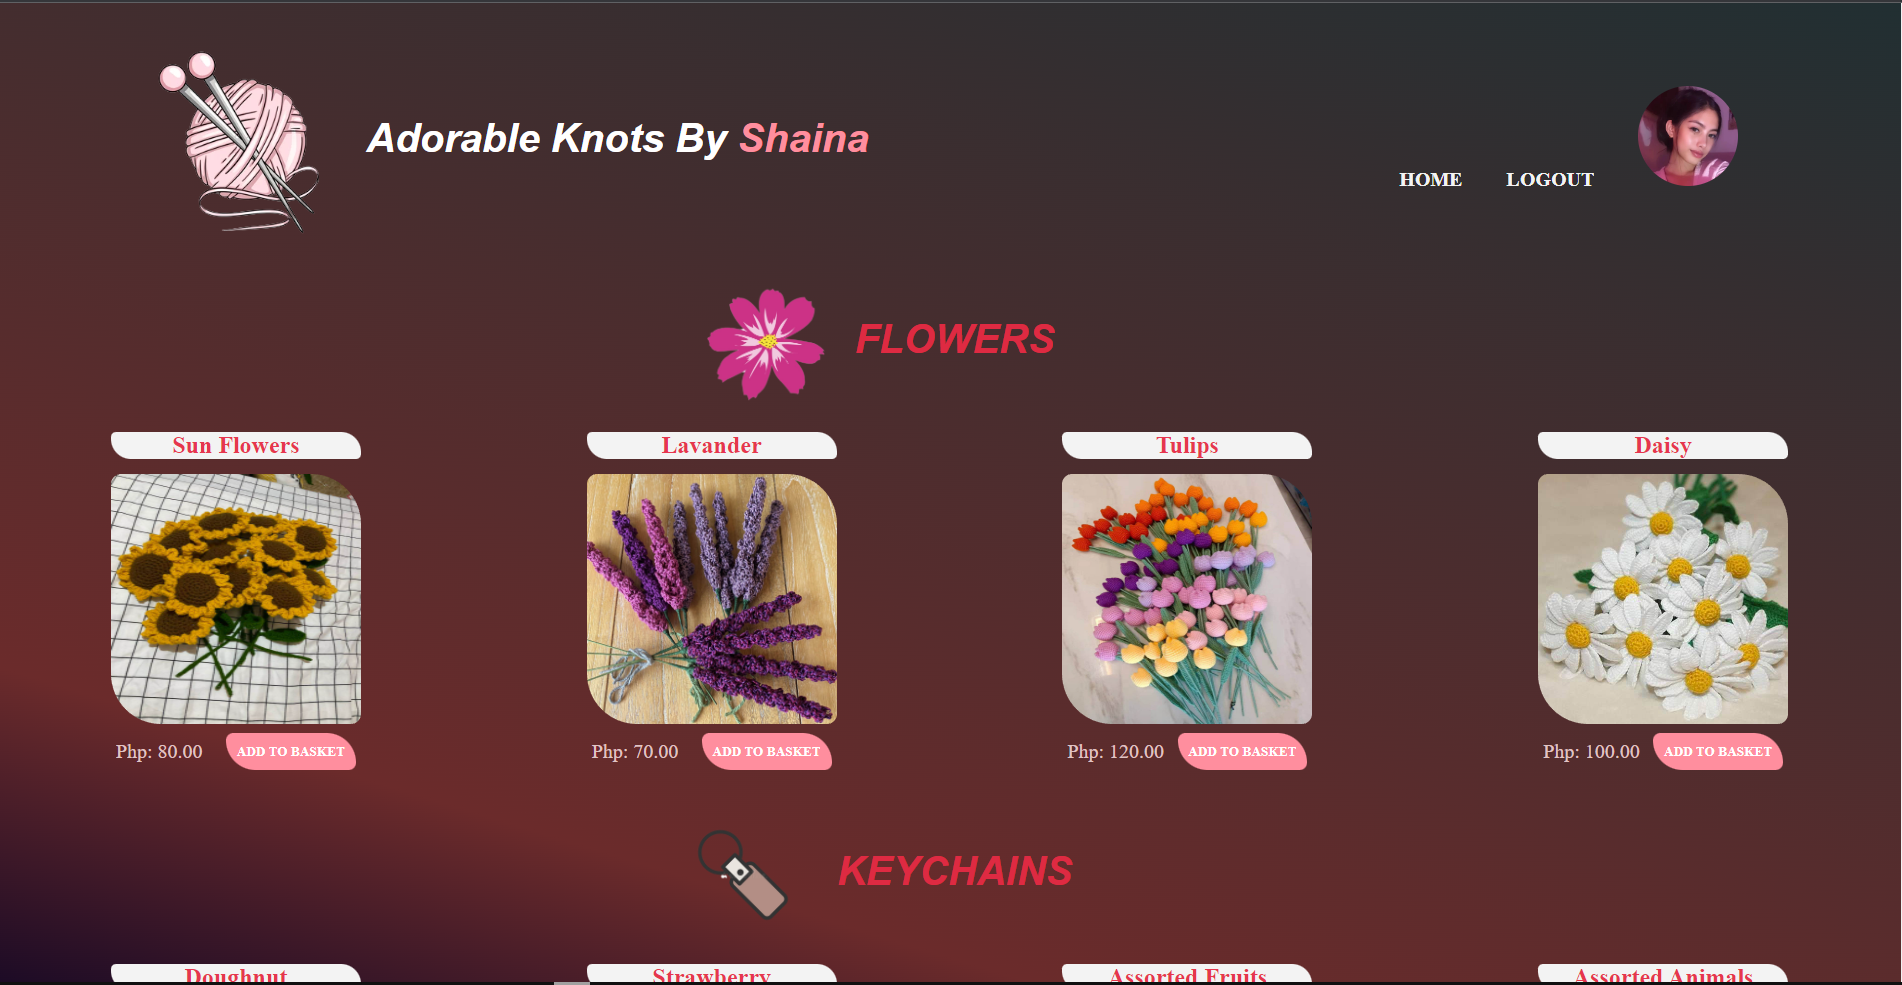 Adorable Knots By Shaina
HOME LOGOUT
FLOWERS
Sun Flowers
Lavander
Tulips
Daisy
Php: 80.00 ADD TO BASKET
Php: 70.00 ADD TO BASKET
Php: 120.00 ADD TO BASKET
Php: 100.00 ADD TO BASKET
KEYCHAINS
Doughnut
Strawberry
Assorted Fruits
Assorted Animals